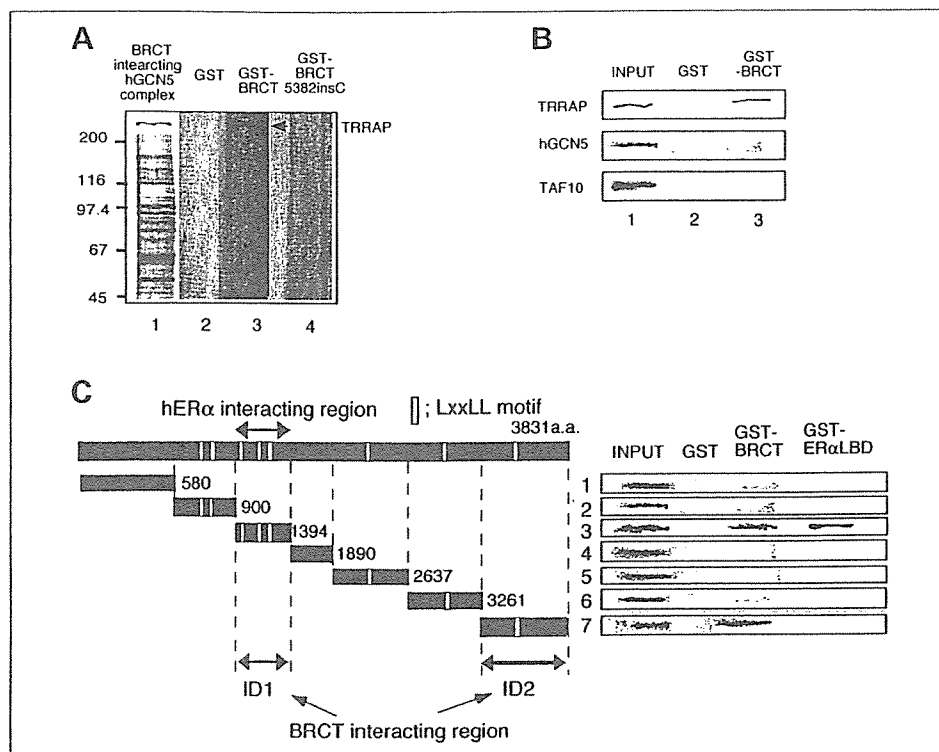 A
BRCT
intearcting
hGCN5
complex
GST
GST-
BRCT
GST-
BRCT
5382insC
TRRAP
200
116
97.4
67
45
1 2 3 4
B
INPUT GST GST
-BRCT
TRRAP
hGCN5
TAF10
1 2 3
C
hERα interacting region
; LxxLL motif
3831a.a.
580
900
1394
1890
2637
3261
ID1 ID2
BRCT interacting region
INPUT GST GST-
BRCT
GST-
ERαLBD
1
2
3
4
5
6
7